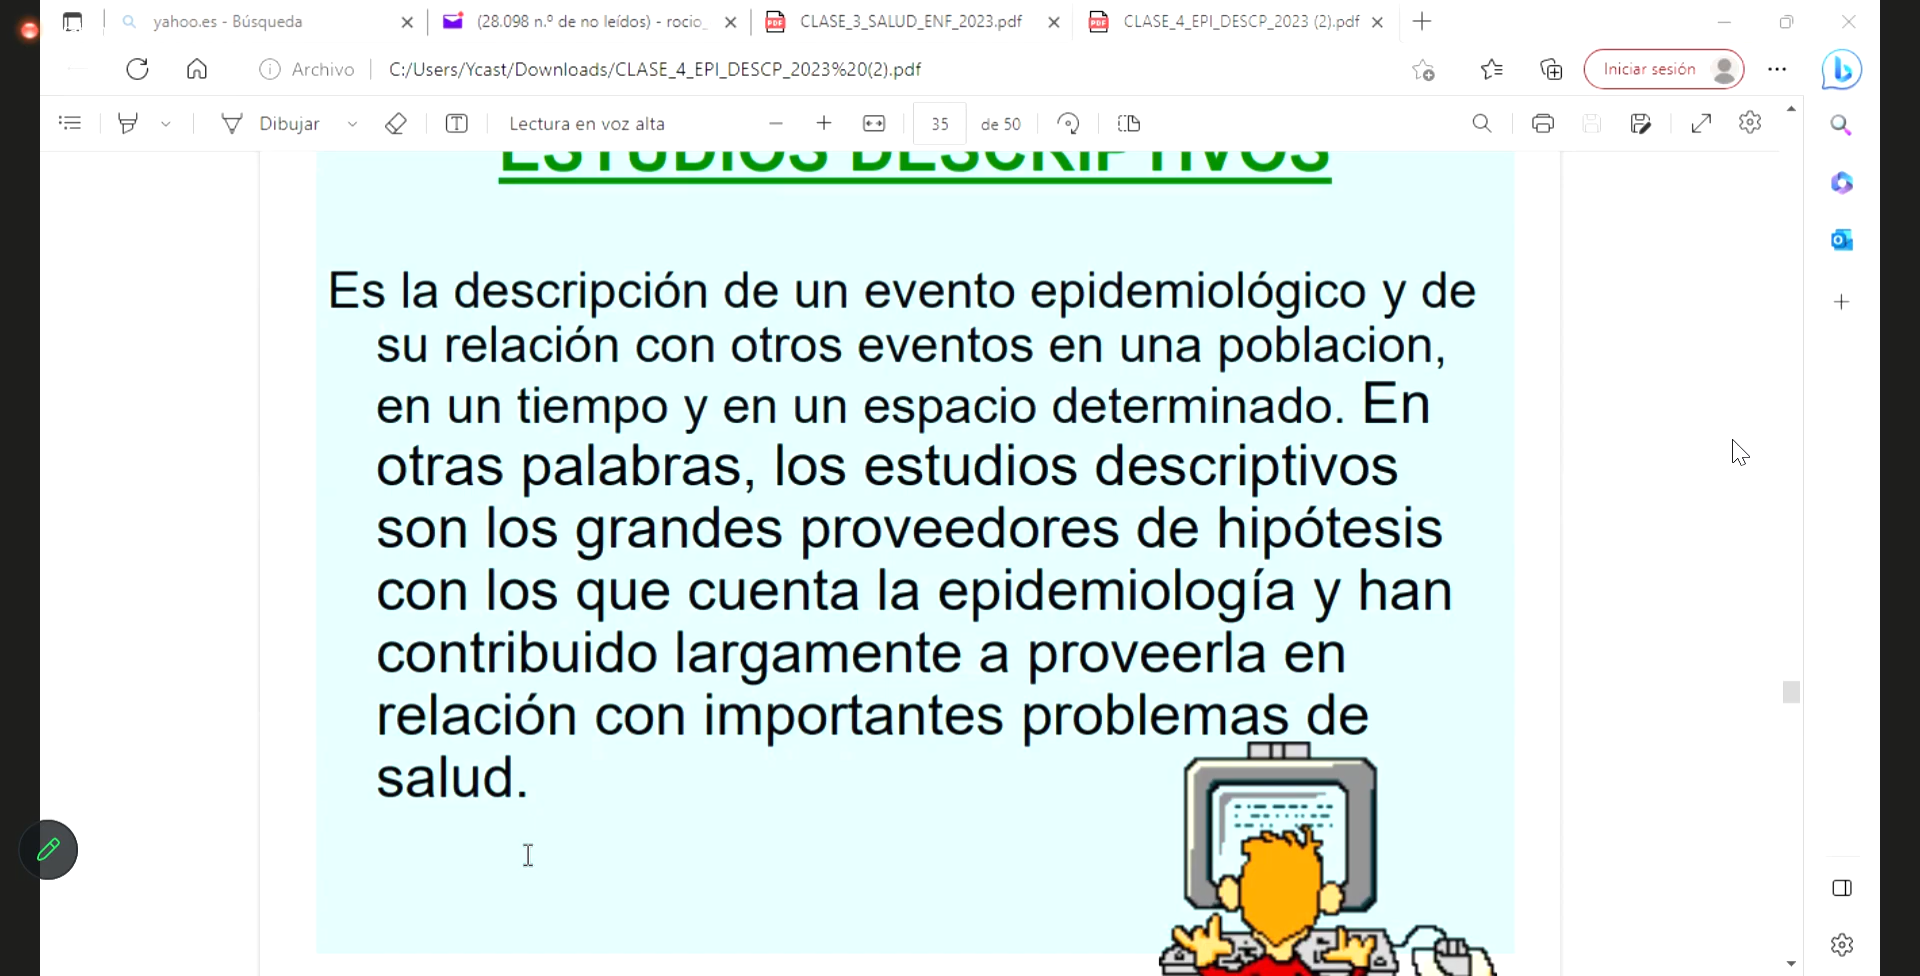 yahoo.es - Búsqueda
(28.098 n.º de no leídos) - rocio_
CLASE_3_SALUD_ENF_2023.pdf
CLASE_4_EPI_DESCP_2023 (2).pdf
Archivo
C:/Users/Ycast/Downloads/CLASE_4_EPI_DESCP_2023%20(2).pdf
Iniciar sesión
Dibujar
Lectura en voz alta
35
de 50
ESTUDIOS DESCRIPTIVOS
Es la descripción de un evento epidemiológico y de
su relación con otros eventos en una poblacion,
en un tiempo y en un espacio determinado. En
otras palabras, los estudios descriptivos
son los grandes proveedores de hipótesis
con los que cuenta la epidemiología y han
contribuido largamente a proveerla en
relación con importantes problemas de
salud.